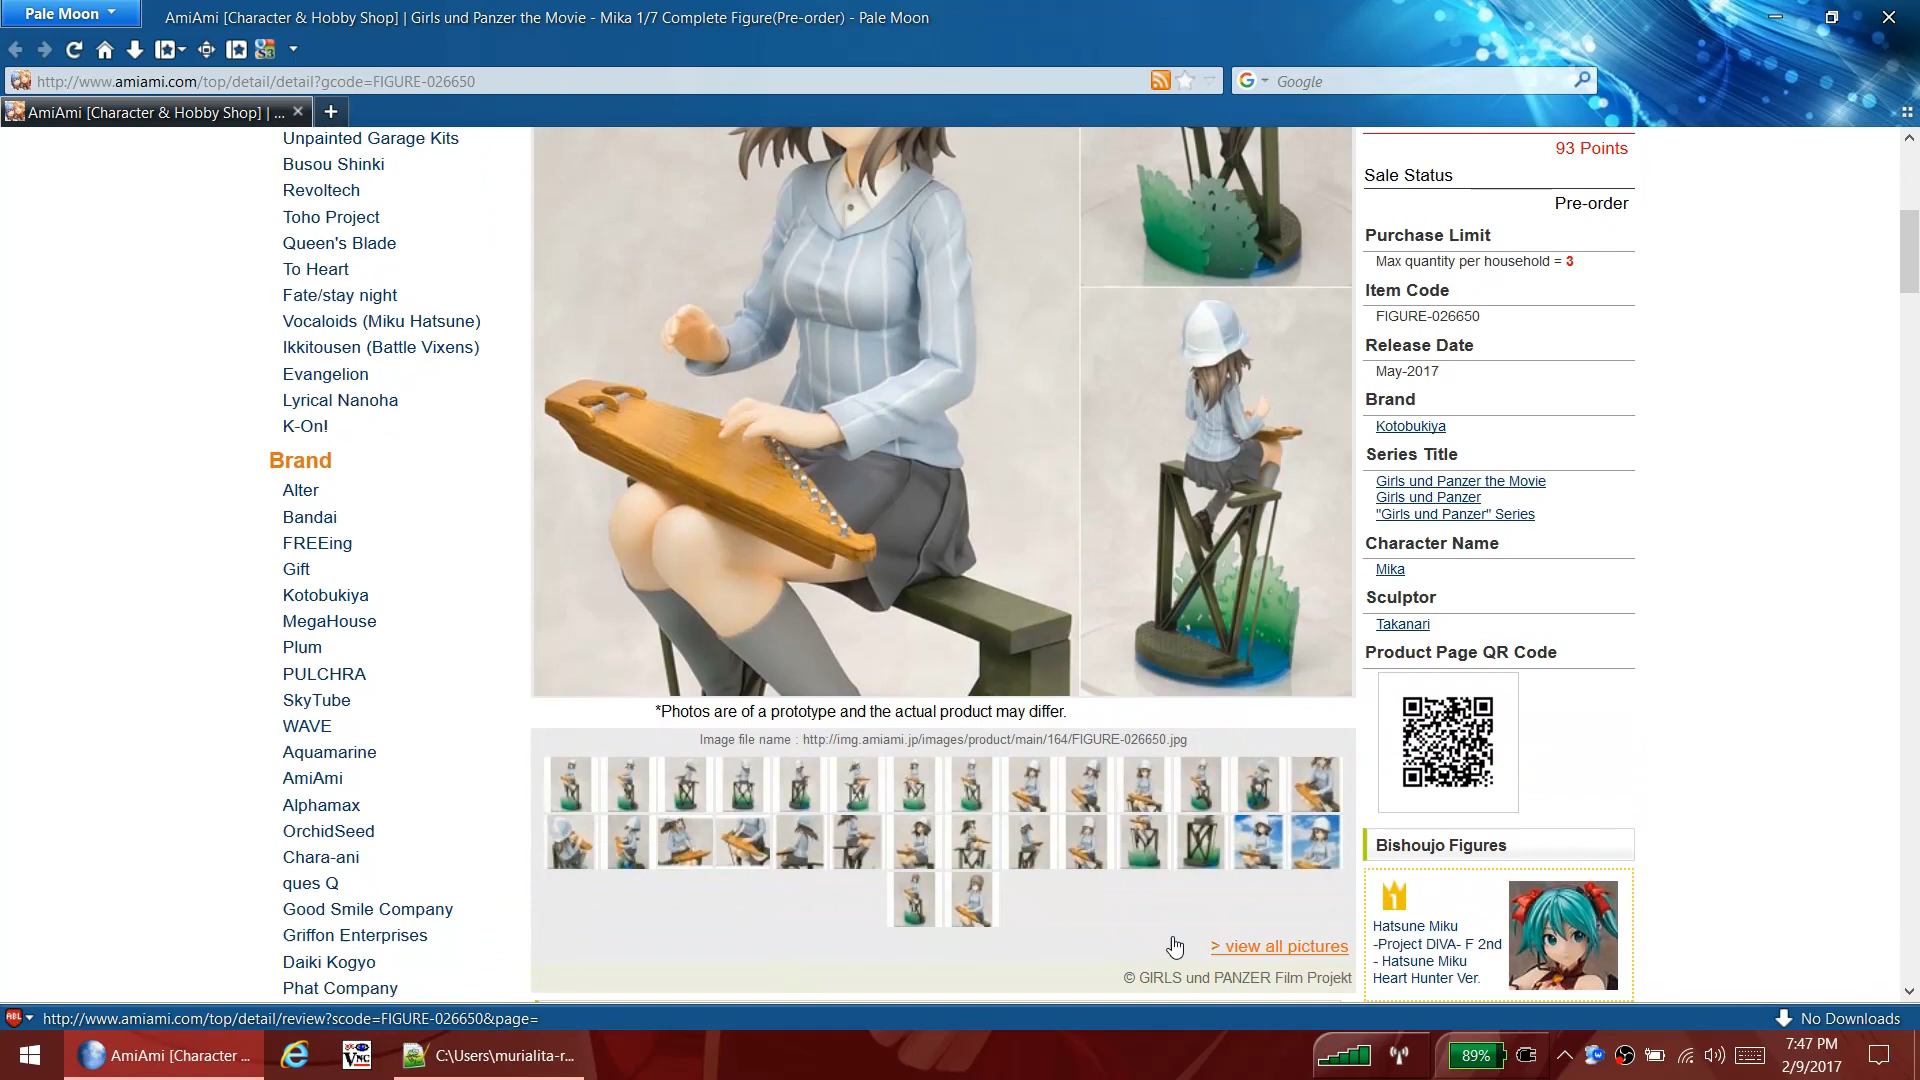 Pale Moon
AmiAmi [Character & Hobby Shop] | Girls und Panzer the Movie - Mika 1/7 Complete Figure(Pre-order) - Pale Moon
http://www.amiami.com/top/detail/detail?gcode=FIGURE-026650
Google
AmiAmi [Character & Hobby Shop] | ...
Unpainted Garage Kits
Busou Shinki
Revoltech
Toho Project
Queen's Blade
To Heart
Fate/stay night
Vocaloids (Miku Hatsune)
Ikkitousen (Battle Vixens)
Evangelion
Lyrical Nanoha
K-On!
Brand
Alter
Bandai
FREEing
Gift
Kotobukiya
MegaHouse
Plum
PULCHRA
SkyTube
WAVE
Aquamarine
AmiAmi
Alphamax
OrchidSeed
Chara-ani
ques Q
Good Smile Company
Griffon Enterprises
Daiki Kogyo
Phat Company
*Photos are of a prototype and the actual product may differ.
Image file name : http://img.amiami.jp/images/product/main/164/FIGURE-026650.jpg
> view all pictures
© GIRLS und PANZER Film Projekt
93 Points
Sale Status
Pre-order
Purchase Limit
Max quantity per household = 3
Item Code
FIGURE-026650
Release Date
May-2017
Brand
Kotobukiya
Series Title
Girls und Panzer the Movie
Girls und Panzer
"Girls und Panzer" Series
Character Name
Mika
Sculptor
Takanari
Product Page QR Code
Bishoujo Figures
1
Hatsune Miku
-Project DIVA- F 2nd
- Hatsune Miku
Heart Hunter Ver.
ABL
http://www.amiami.com/top/detail/review?scode=FIGURE-026650&page=
No Downloads
AmiAmi [Character ...
VNC
C:\Users\murialita-r...
89%
7:47 PM
2/9/2017